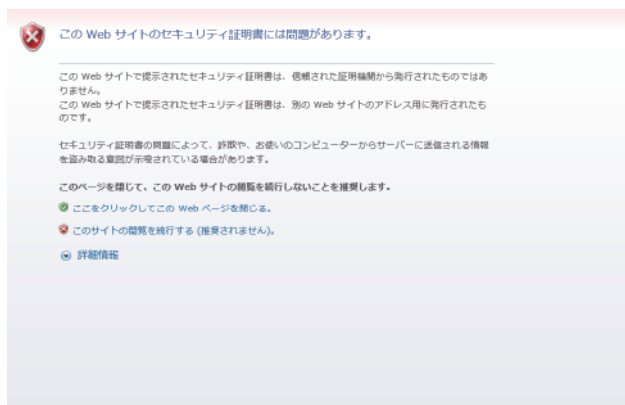 この Web サイトのセキュリティ証明書には問題があります。
この Web サイトで提示されたセキュリティ証明書は、信頼された証明機関から発行されたものではあ
りません。
この Web サイトで提示されたセキュリティ証明書は、別の Web サイトのアドレス用に発行されたも
のです。
セキュリティ証明書の問題によって、詐欺や、お使いのコンピューターからサーバーに送信される情報
を盗み取る意図が示唆されている場合があります。
このページを閉じて、この Web サイトの閲覧を続行しないことを推奨します。
ここをクリックしてこの Web ページを閉じる。
このサイトの閲覧を続行する (推奨されません)。
詳細情報